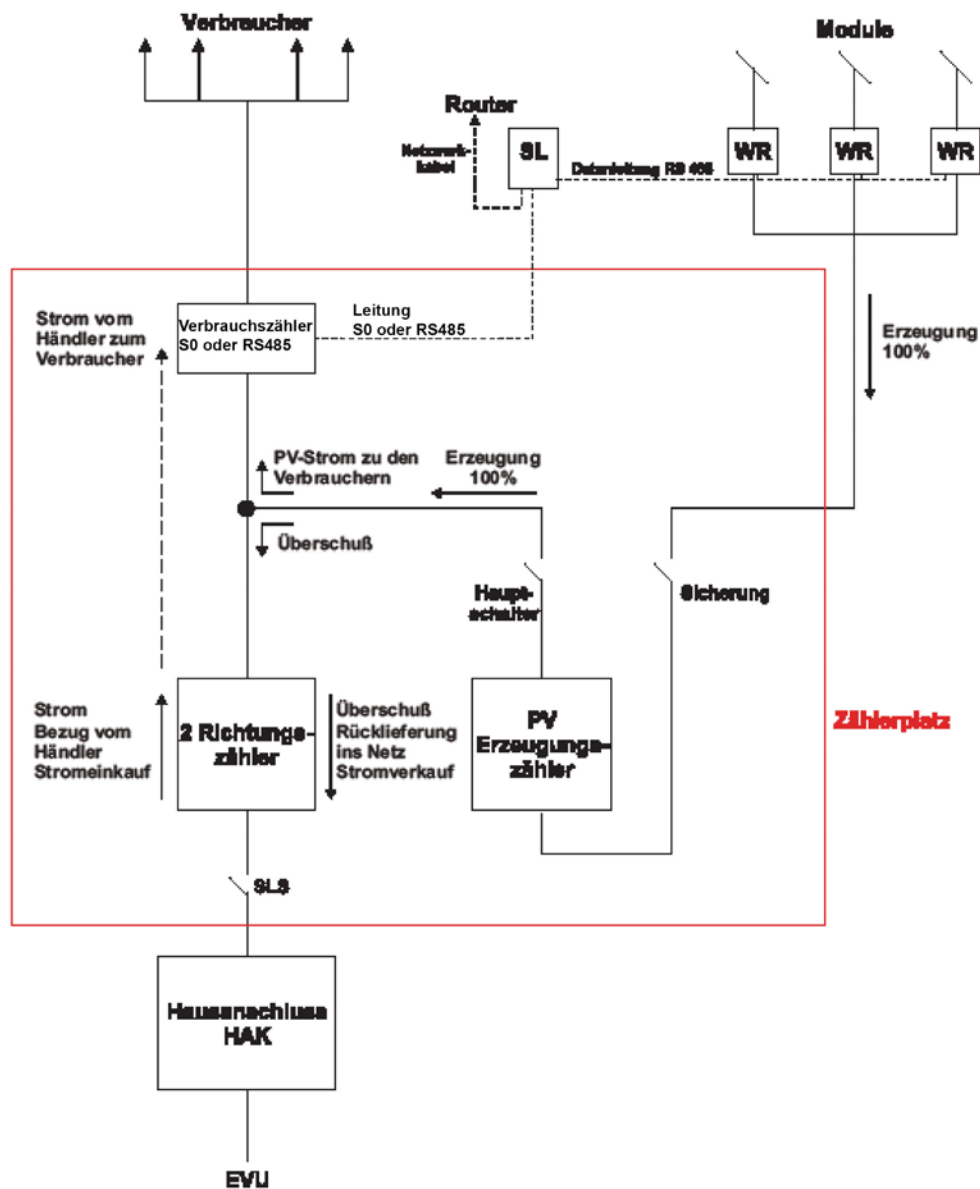 Verbraucher
Module
Router
Netzwerk-
kabel
SL
Datenleitung RS 485
WR
WR
WR
Strom vom
Händler zum
Verbraucher
Verbrauchszähler
S0 oder RS485
Leitung
S0 oder RS485
Erzeugung
100%
PV-Strom zu den
Verbrauchern
Erzeugung
100%
Überschuß
Haupt-
schalter
Sicherung
Strom
Bezug vom
Händler
Stromeinkauf
2 Richtungs-
zähler
Überschuß
Rücklieferung
ins Netz
Stromverkauf
PV
Erzeugungs-
zähler
Zählerplatz
SLS
Hausanschluss
HAK
EVU